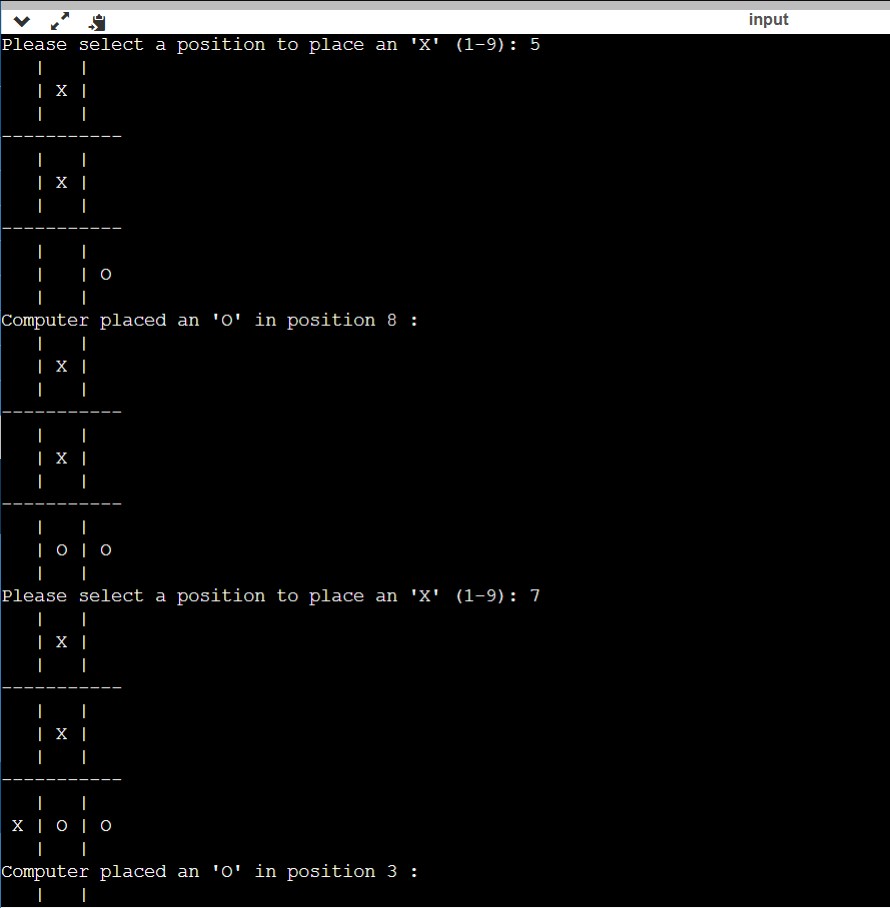 input
Please select a position to place an 'X' (1-9): 5
   |   |
   | X |
   |   |
-----------
   |   |
   | X |
   |   |
-----------
   |   |
   |   | O
   |   |
Computer placed an 'O' in position 8 :
   |   |
   | X |
   |   |
-----------
   |   |
   | X |
   |   |
-----------
   |   |
   | O | O
   |   |
Please select a position to place an 'X' (1-9): 7
   |   |
   | X |
   |   |
-----------
   |   |
   | X |
   |   |
-----------
   |   |
 X | O | O
   |   |
Computer placed an 'O' in position 3 :
   |   |